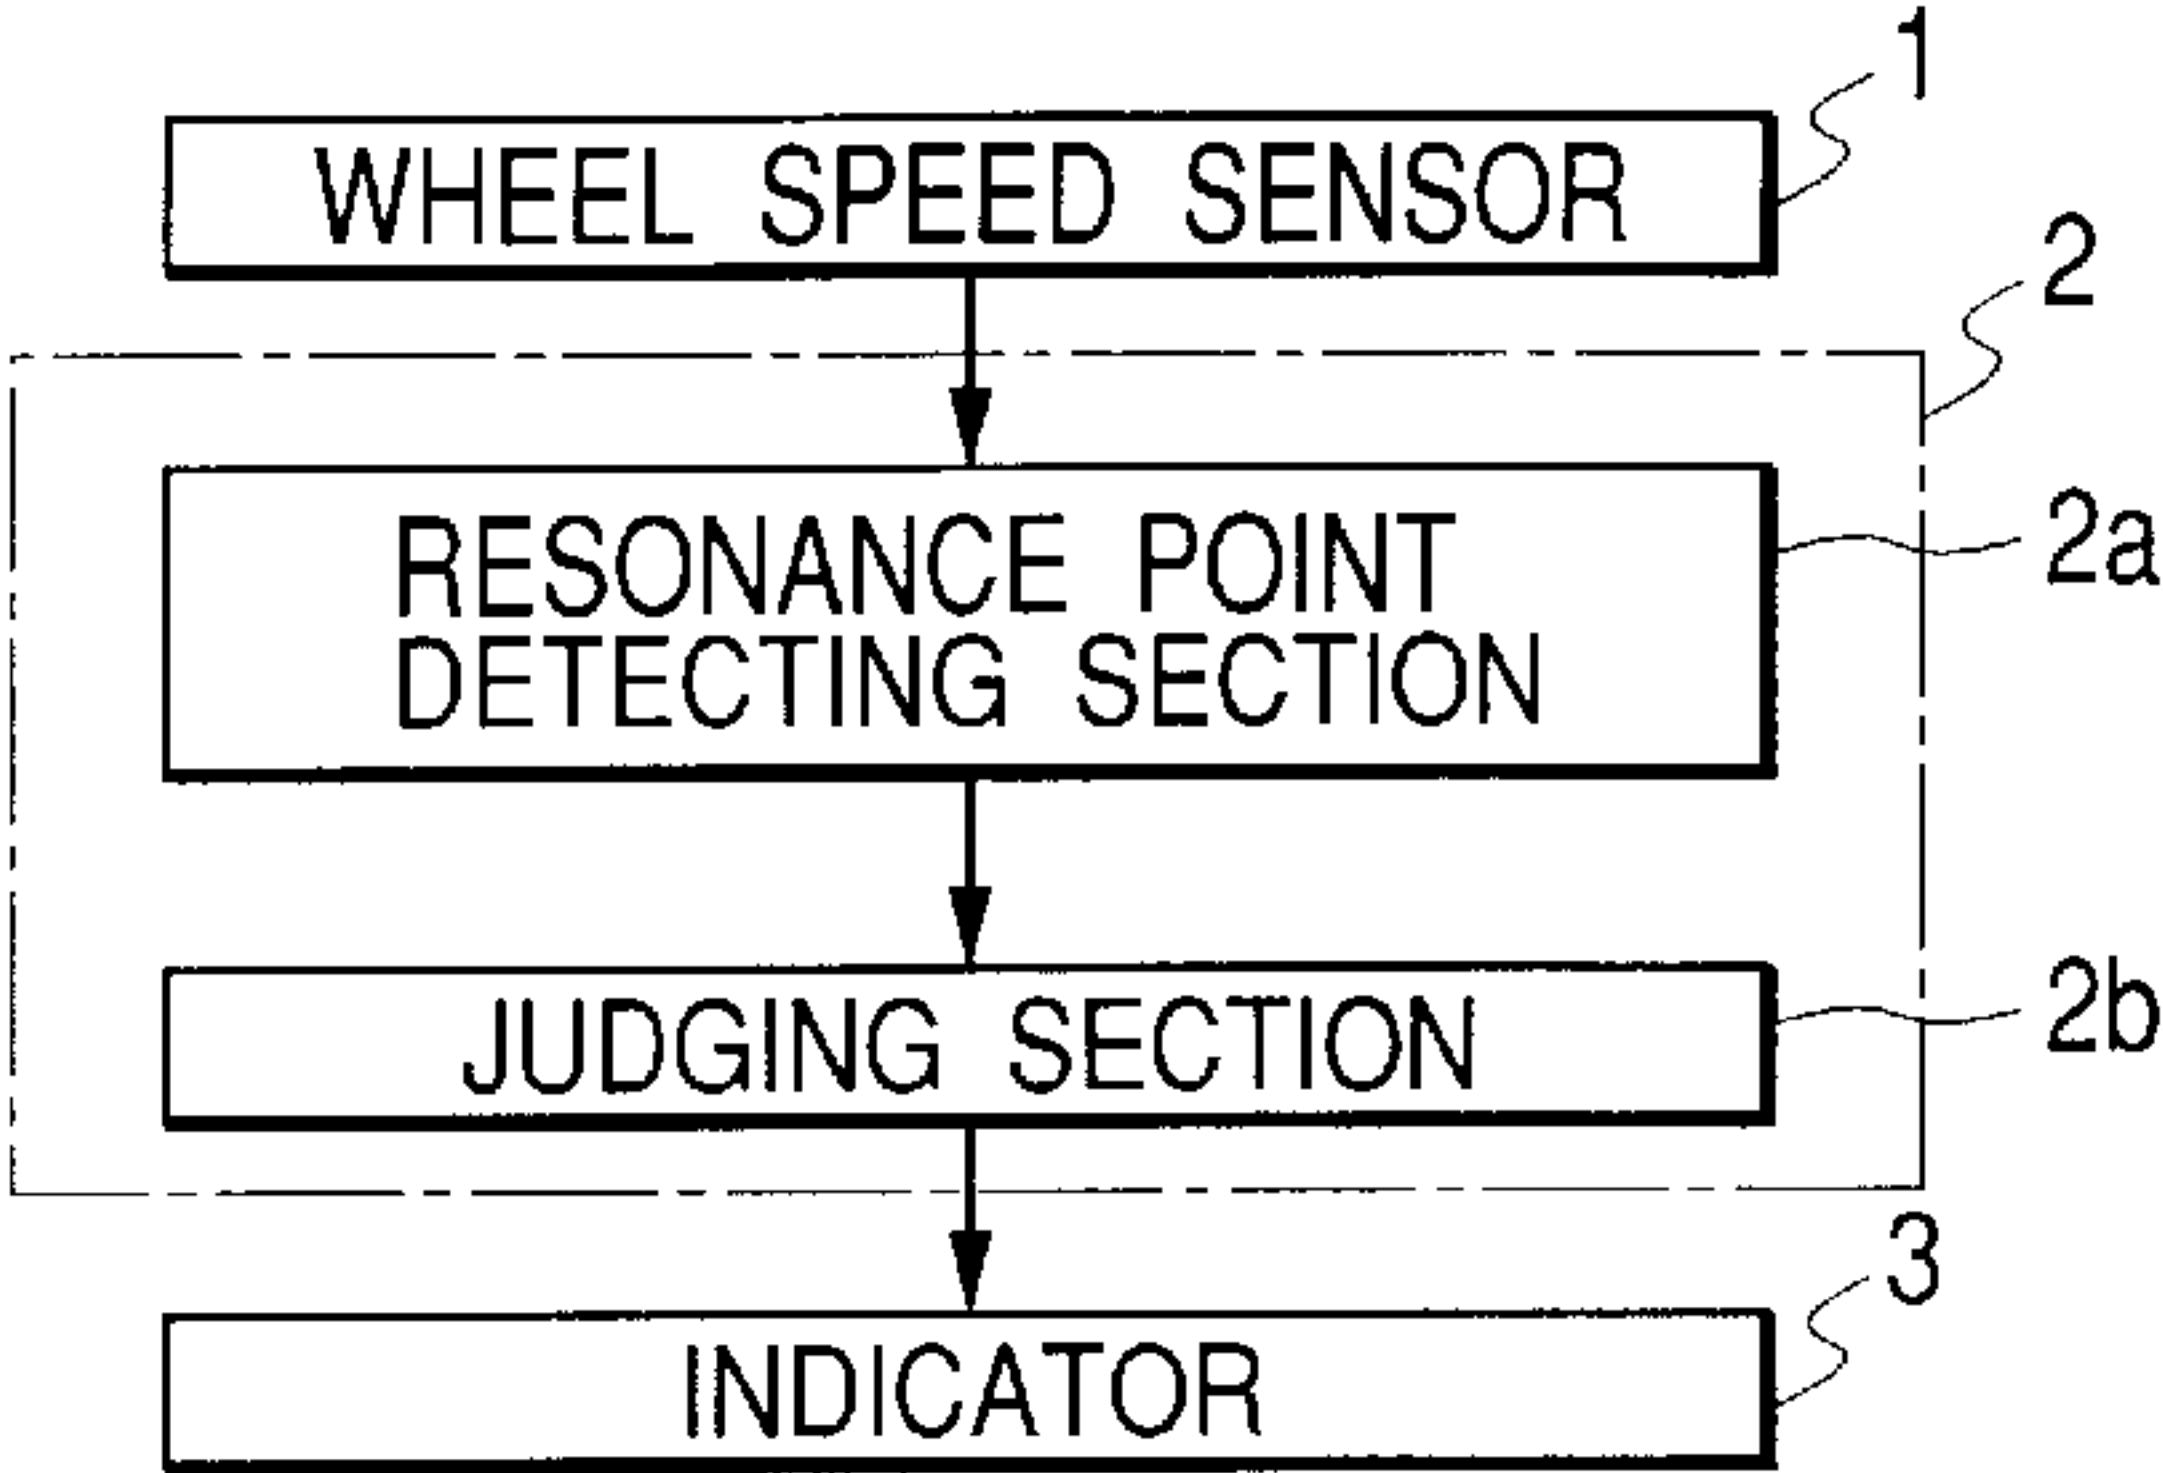 1
WHEEL SPEED SENSOR
2
RESONANCE POINT
DETECTING SECTION
2a
JUDGING SECTION
2b
3
INDICATOR